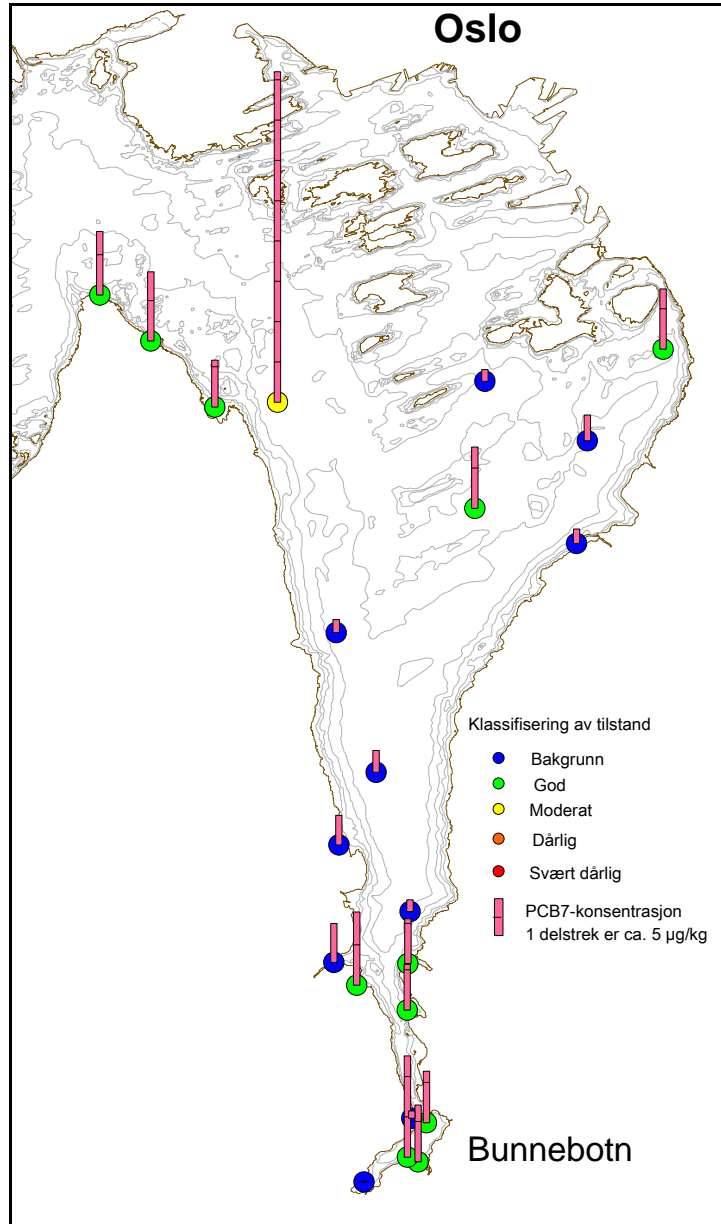 Oslo
Klassifisering av tilstand
Bakgrunn
God
Moderat
Dårlig
Svært dårlig
PCB7-konsentrasjon
1 delstrek er ca. 5 µg/kg
Bunnebotn